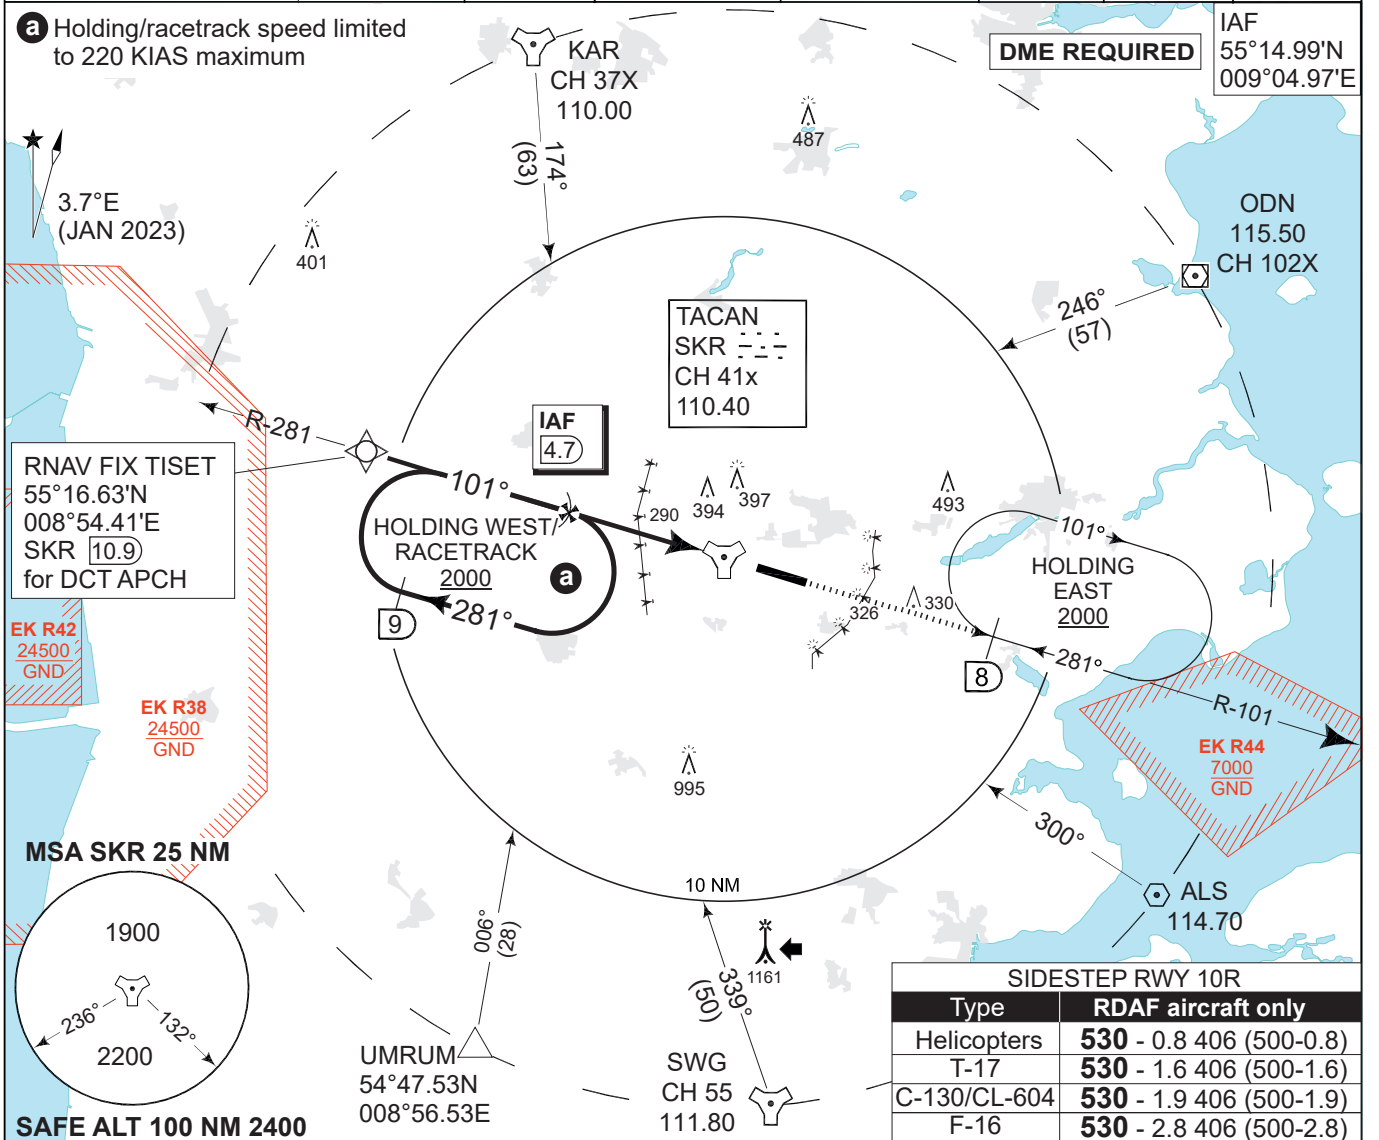 a Holding/racetrack speed limited
to 220 KIAS maximum
KAR
CH 37X
110.00
DME REQUIRED
IAF
55°14.99'N
009°04.97'E
487
174°
(63)
3.7°E
(JAN 2023)
401
ODN
115.50
CH 102X
246°
(57)
TACAN
SKR
CH 41x
110.40
R-281
IAF
4.7
RNAV FIX TISET
55°16.63'N
008°54.41'E
SKR 10.9
for DCT APCH
101°
290
394
397
493
HOLDING WEST/
RACETRACK
2000
a
281°
9
101°
HOLDING
EAST
2000
326
330
281°
8
R-101
EK R42
24500
GND
EK R38
24500
GND
EK R44
7000
GND
995
300°
MSA SKR 25 NM
1900
236°
132°
2200
SAFE ALT 100 NM 2400
10 NM
006°
(28)
UMRUM
54°47.53N
008°56.53E
339°
(50)
1161
SWG
CH 55
111.80
ALS
114.70
SIDESTEP RWY 10R
Type RDAF aircraft only
Helicopters 530 - 0.8 406 (500-0.8)
T-17 530 - 1.6 406 (500-1.6)
C-130/CL-604 530 - 1.9 406 (500-1.9)
F-16 530 - 2.8 406 (500-2.8)